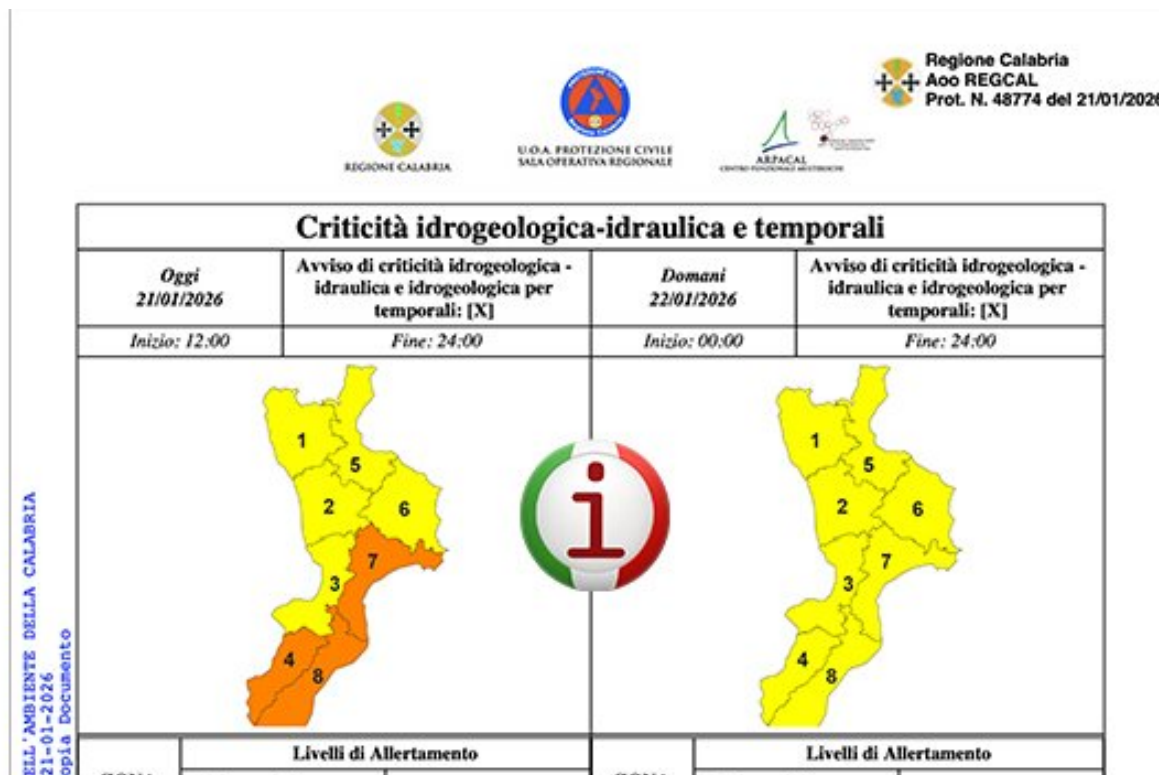 Regione Calabria
Aoo REGCAL
Prot. N. 48774 del 21/01/2026
REGIONE CALABRIA
U.O.A. PROTEZIONE CIVILE
SALA OPERATIVA REGIONALE
ARPACAL
CENTRO FUNZIONALE MULTIRISCHI
Criticità idrogeologica-idraulica e temporali
Oggi
21/01/2026
Avviso di criticità idrogeologica -
idraulica e idrogeologica per
temporali: [X]
Domani
22/01/2026
Avviso di criticità idrogeologica -
idraulica e idrogeologica per
temporali: [X]
Inizio: 12:00
Fine: 24:00
Inizio: 00:00
Fine: 24:00
1
5
2
6
7
3
4
8
i
1
5
2
6
7
3
4
8
Livelli di Allertamento
Livelli di Allertamento
ELL'AMBIENTE DELLA CALABRIA
21-01-2026
opia Documento